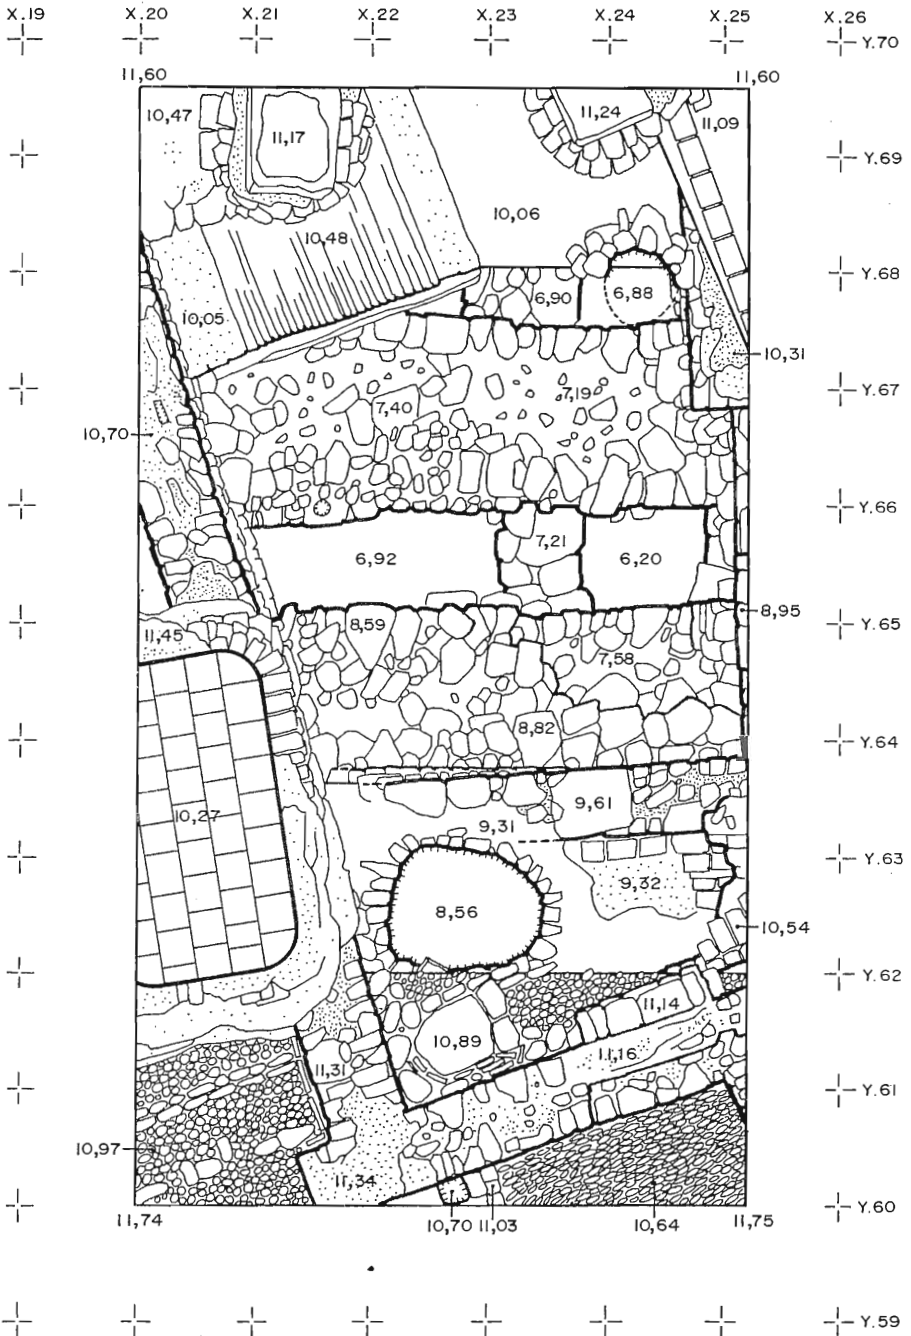 X.19 X.20 X.21 X.22 X.23 X.24 X.25 X.26
Y.70
11,60 11,60
10,47 11,17 11,24 11,09
Y.69
10,06
10,48
Y.68
6,90 6,88
10,05
10,31
Y.67
7,40 7,19
10,70
Y.66
6,92 7,21 6,20
8,95
Y.65
11,45 8,59
7,58
8,82
Y.64
10,27 9,31 9,61
Y.63
9,32
8,56
10,54
Y.62
11,14
10,89
11,16
11,31
Y.61
10,97
11,34
Y.60
11,74 10,70 11,03 10,64 11,75
Y.59